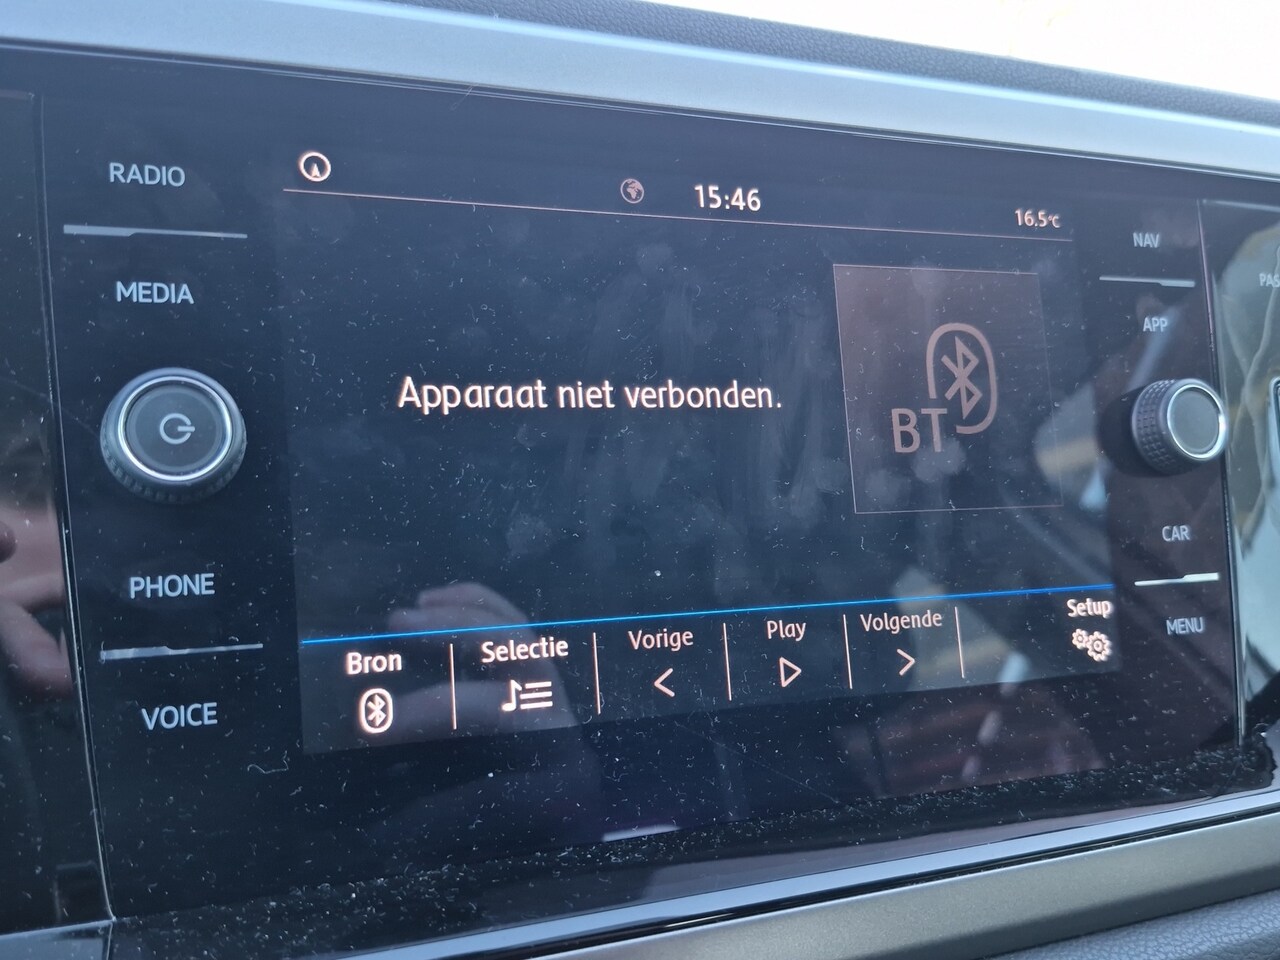 RADIO
MEDIA
PHONE
VOICE
15:46
16.5°C
Apparaat niet verbonden.
BT
Bron
Selectie
Vorige
Play
Volgende
Setup
NAV
APP
CAR
MENU